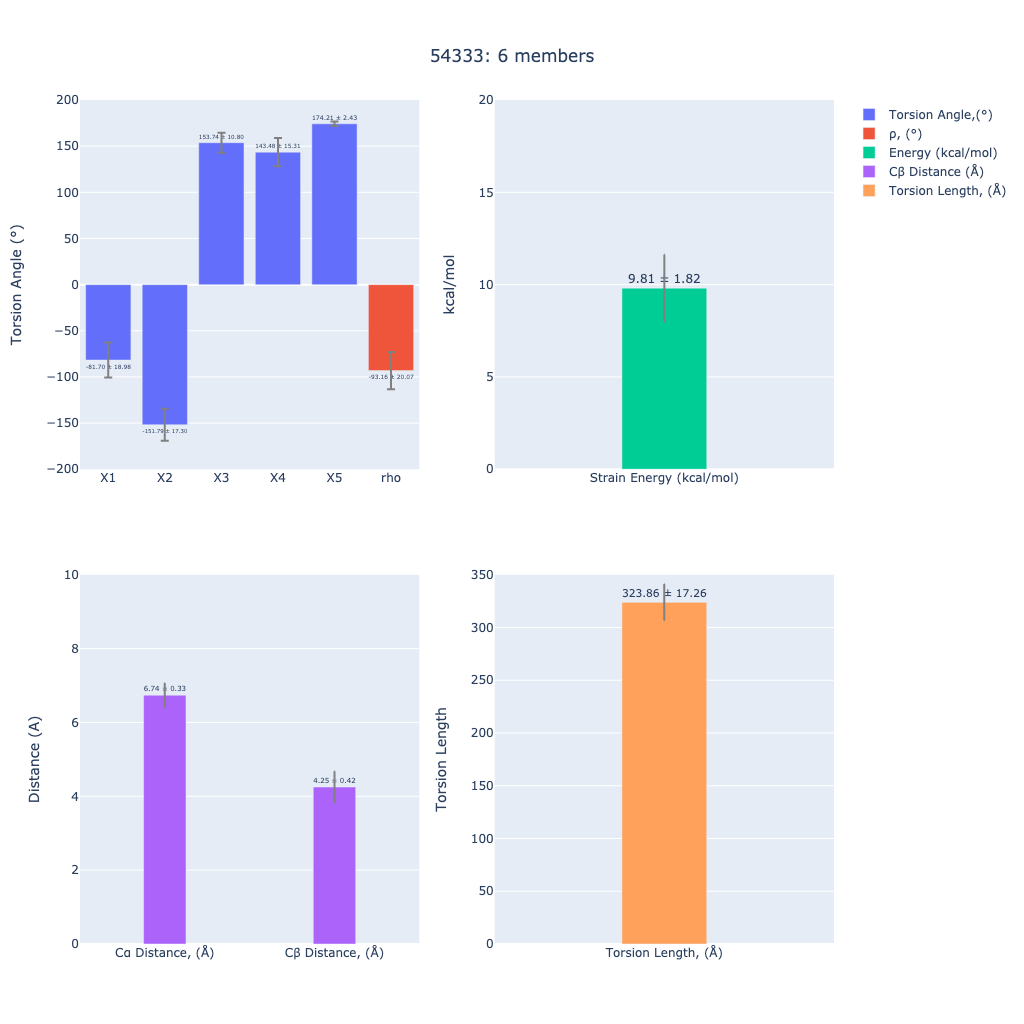 54333: 6 members
Torsion Angle (°)
200
150
100
50
0
−50
−100
−150
−200
-81.70 ± 18.98
-151.79 ± 17.30
153.74 ± 10.80
143.48 ± 15.31
174.21 ± 2.43
-93.16 ± 20.07
X1 X2 X3 X4 X5 rho
kcal/mol
20
15
10
5
0
9.81 ± 1.82
Strain Energy (kcal/mol)
Torsion Angle,(°)
ρ, (°)
Energy (kcal/mol)
Cβ Distance (Å)
Torsion Length, (Å)
Distance (A)
10
8
6
4
2
0
6.74 ± 0.33
4.25 ± 0.42
Cα Distance, (Å) Cβ Distance, (Å)
Torsion Length
350
300
250
200
150
100
50
0
323.86 ± 17.26
Torsion Length, (Å)